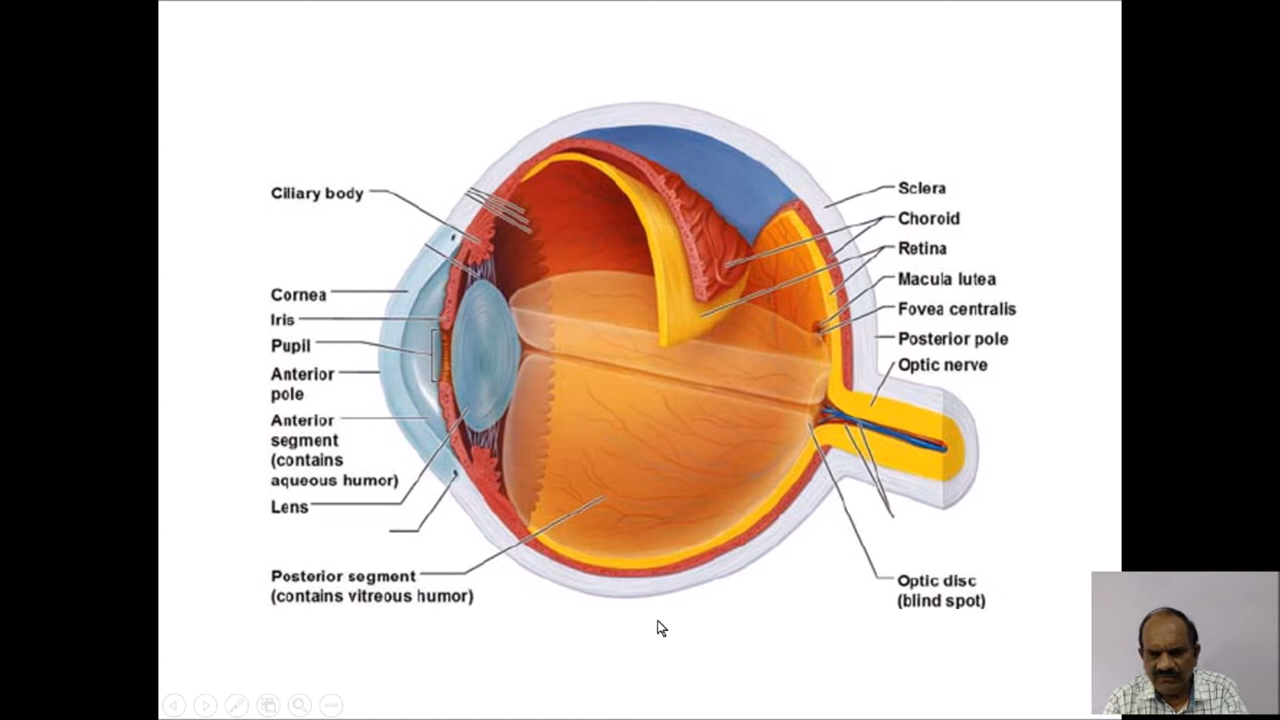 Ciliary body
Cornea
Iris
Pupil
Anterior
pole
Anterior
segment
(contains
aqueous humor)
Lens
Posterior segment
(contains vitreous humor)
Sclera
Choroid
Retina
Macula lutea
Fovea centralis
Posterior pole
Optic nerve
Optic disc
(blind spot)